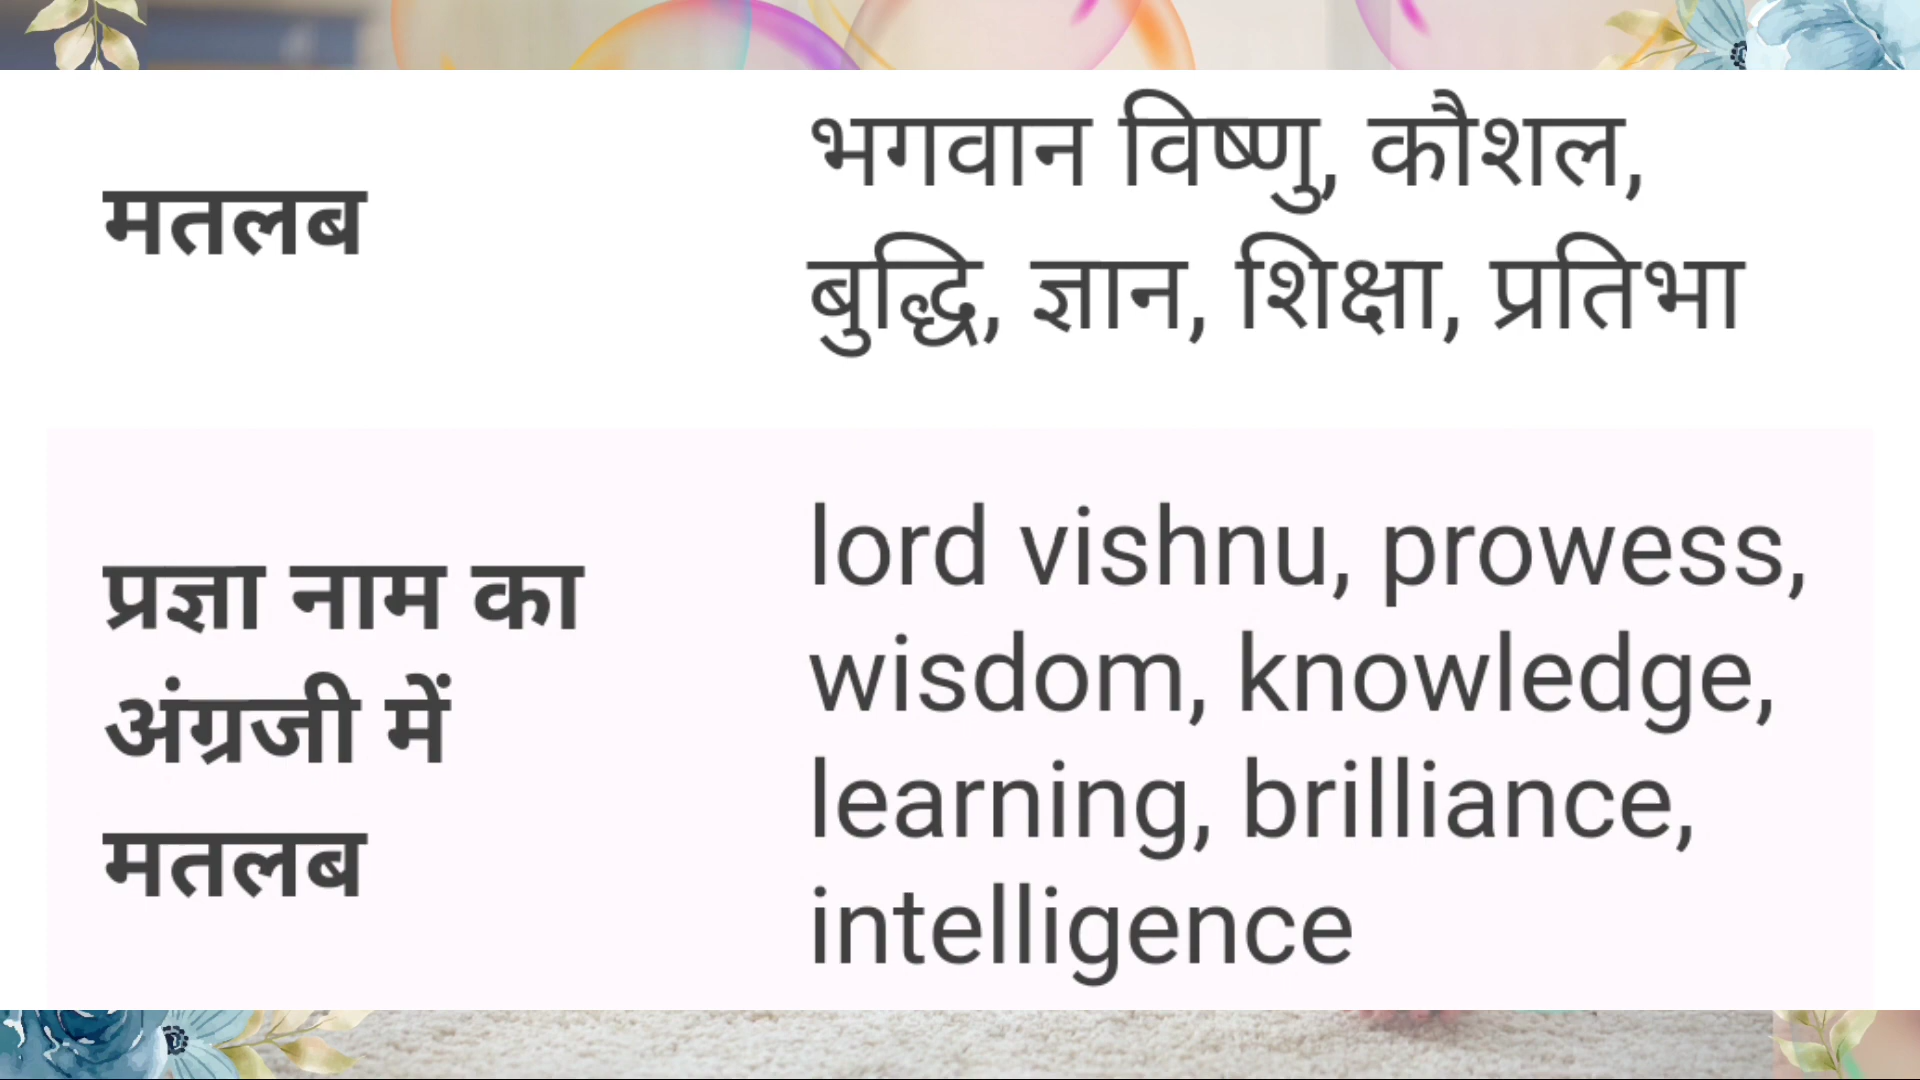 मतलब
भगवान विष्णु, कौशल,
बुद्धि, ज्ञान, शिक्षा, प्रतिभा
प्रज्ञा नाम का
अंग्रजी में
मतलब
lord vishnu, prowess,
wisdom, knowledge,
learning, brilliance,
intelligence